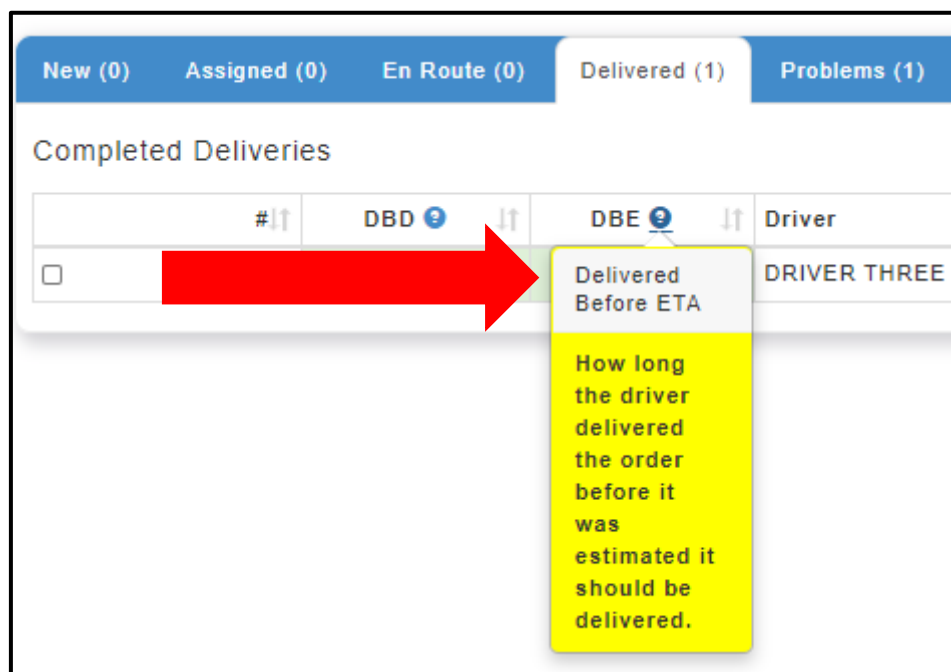 New (0) Assigned (0) En Route (0) Delivered (1) Problems (1)
Completed Deliveries
# DBD DBE Driver
DRIVER THREE
Delivered
Before ETA
How long
the driver
delivered
the order
before it
was
estimated it
should be
delivered.